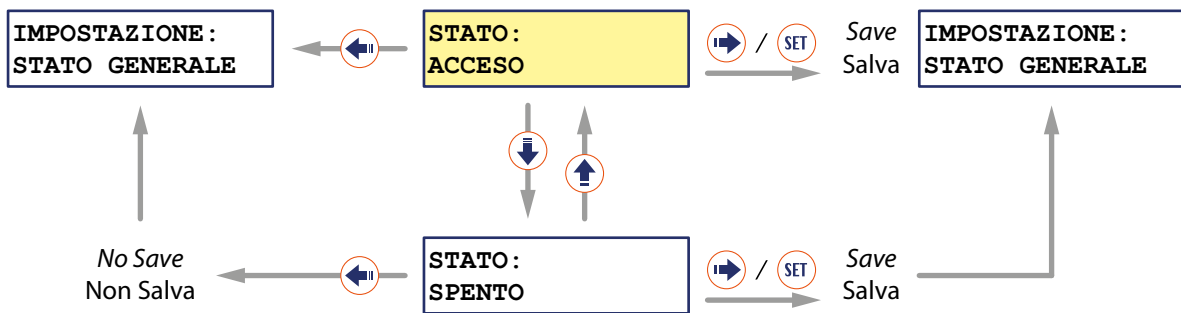 IMPOSTAZIONE:
STATO GENERALE
STATO:
ACCESO
/ SET
Save
Salva
IMPOSTAZIONE:
STATO GENERALE
No Save
Non Salva
STATO:
SPENTO
/ SET
Save
Salva